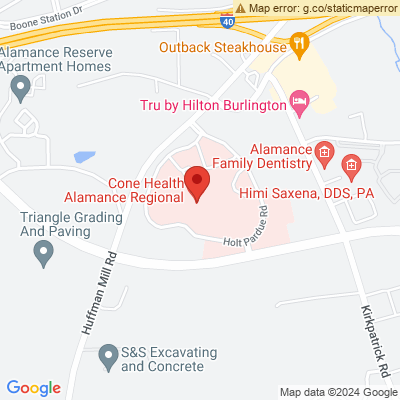 Map error: g.co/staticmaperror
Boone Station Dr
40
Outback Steakhouse
Alamance Reserve
Apartment Homes
Tru by Hilton Burlington
Alamance
Family Dentistry
Cone Health
Alamance Regional
Himi Saxena, DDS, PA
Triangle Grading
And Paving
Holt Pardue Rd
Huffman Mill Rd
Kirkpatrick Rd
S&S Excavating
and Concrete
Google
Map data ©2024 Google